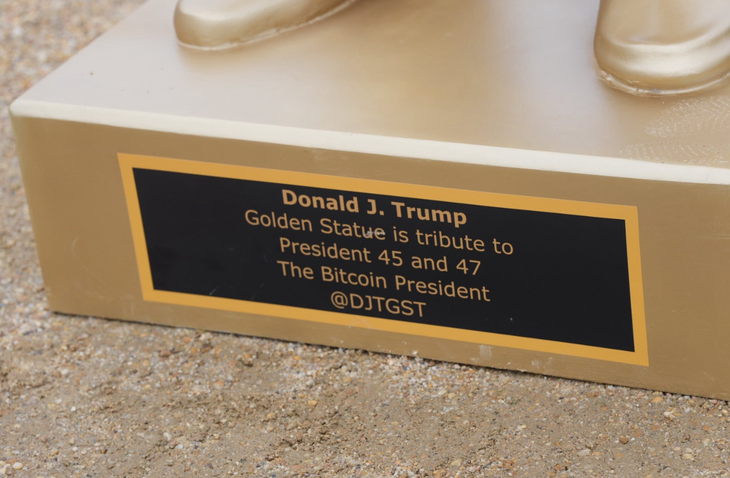 Donald J. Trump
Golden Statue is tribute to
President 45 and 47
The Bitcoin President
@DJTGST